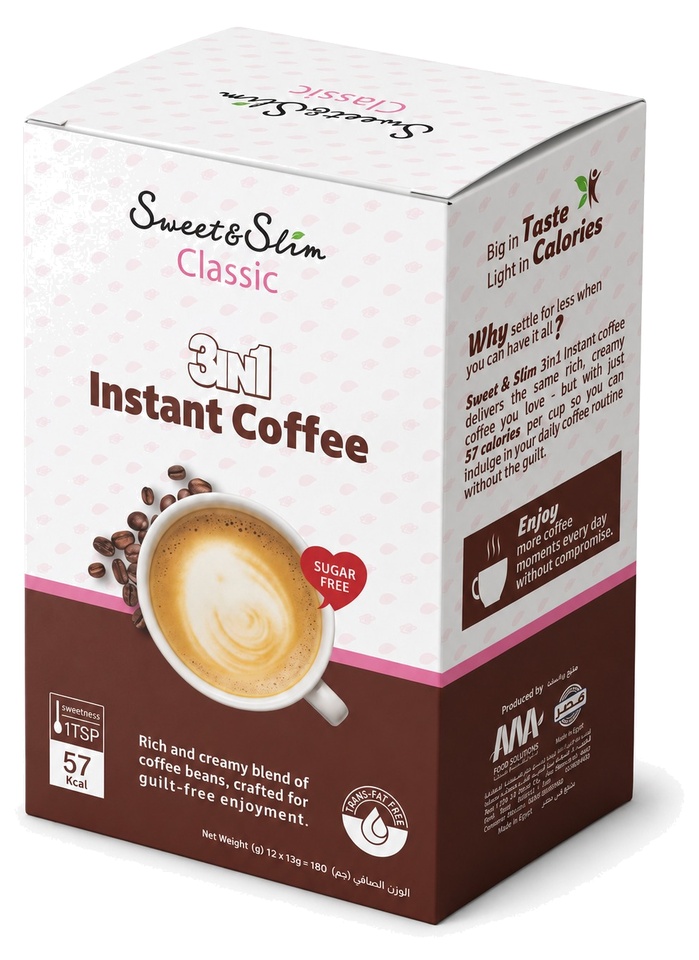 Sweet & Slim
Classic
Sweet & Slim
Classic
3IN1
Instant Coffee
SUGAR
FREE
sweetness
1TSP
57
Kcal
Rich and creamy blend of
coffee beans, crafted for
guilt-free enjoyment.
TRANS-FAT FREE
Net Weight (g) 12 x 13g = 180 الوزن الصافي (جم)
Big in Taste
Light in Calories
Why settle for less when
you can have it all?
Sweet & Slim 3in1 Instant coffee
delivers the same rich, creamy
coffee you love - but with just
57 calories per cup so you can
indulge in your daily coffee routine
without the guilt.
Enjoy
more coffee
moments every day
without compromise.
Produced by
FOOD SOLUTIONS
Made in Egypt
Made in Egypt